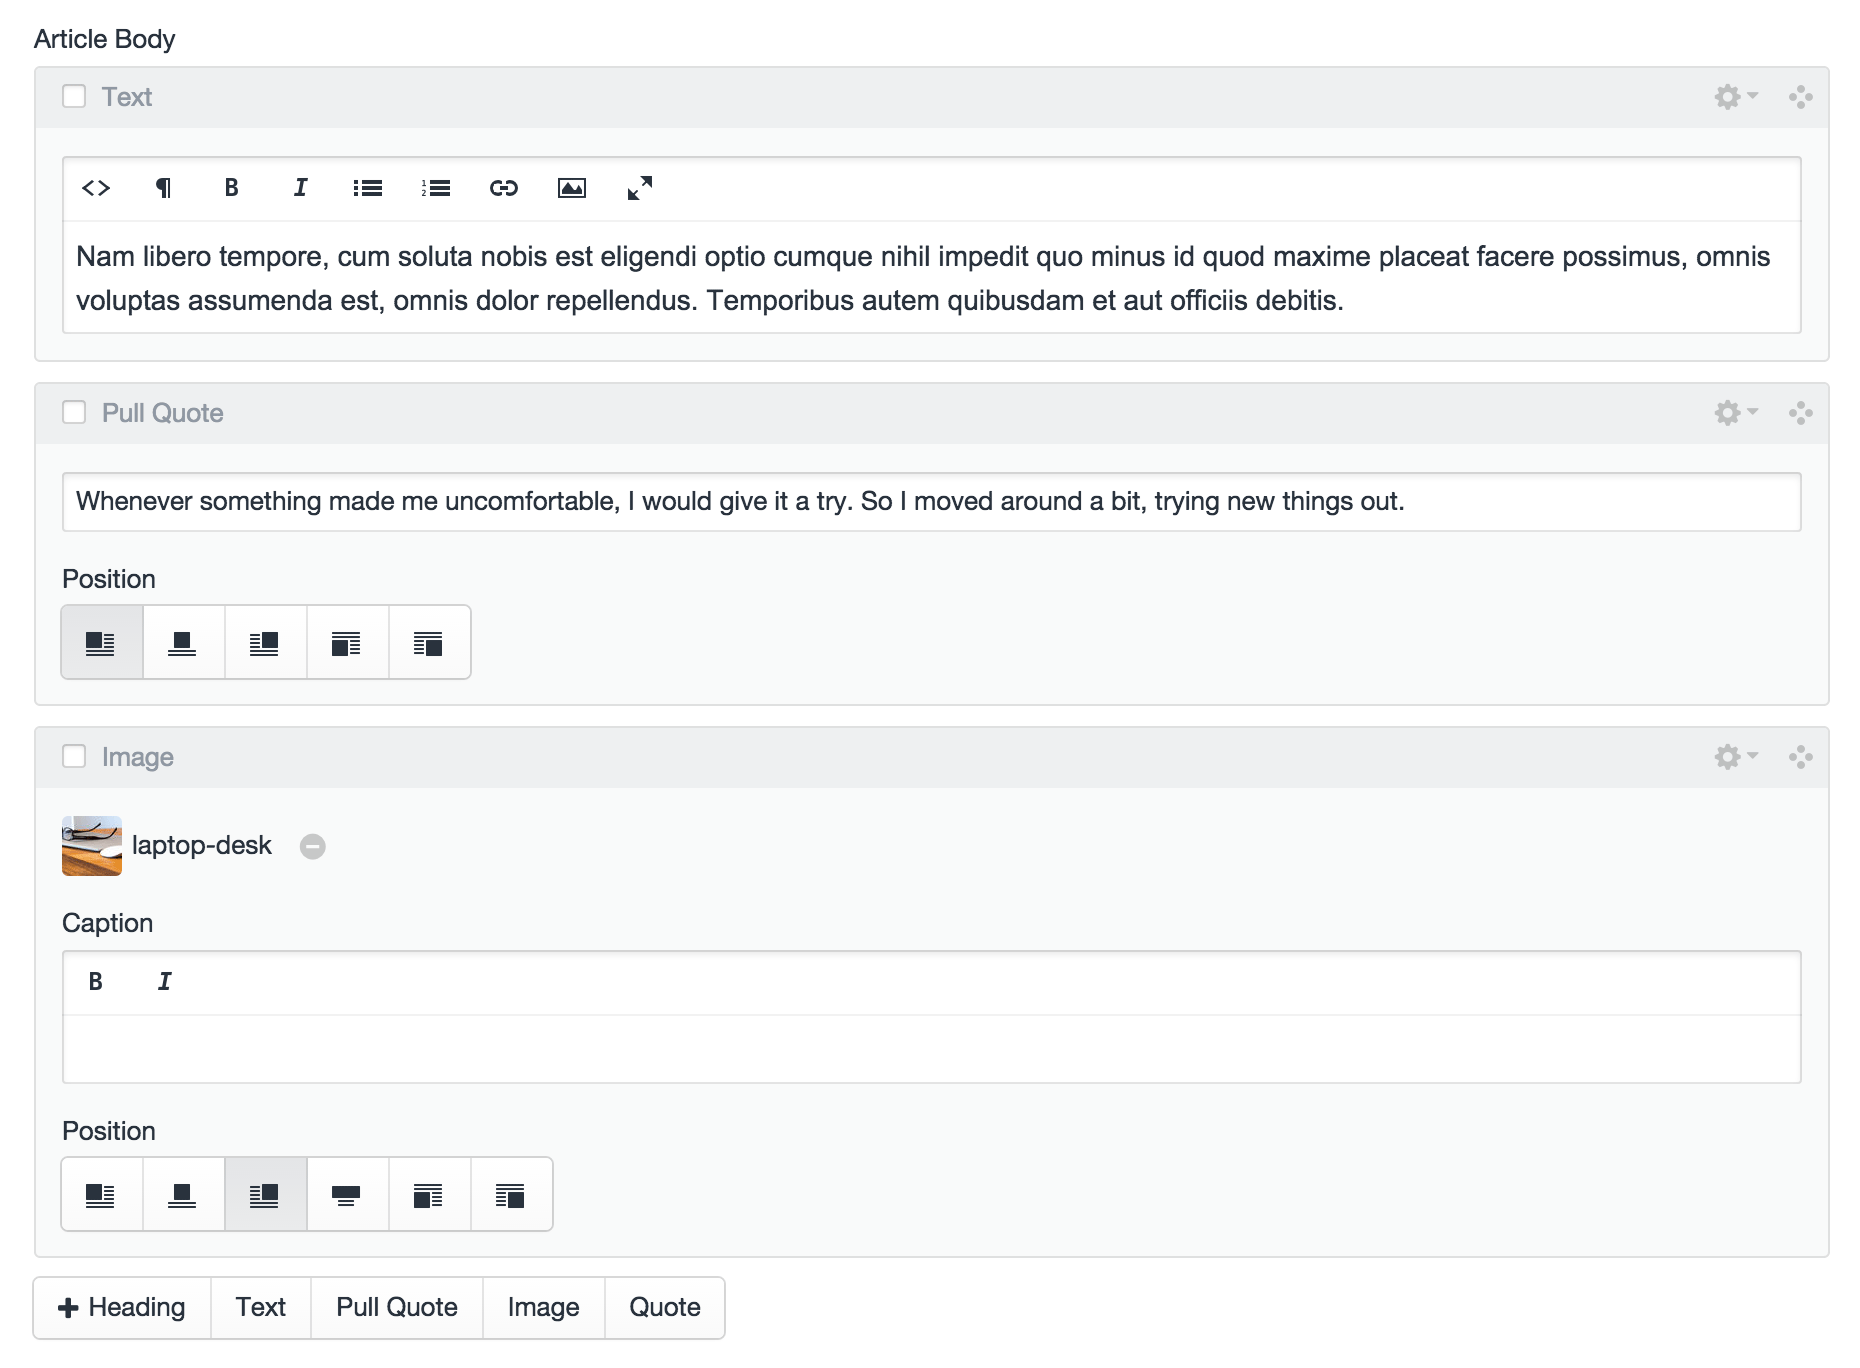 Article Body
Text
B I
Nam libero tempore, cum soluta nobis est eligendi optio cumque nihil impedit quo minus id quod maxime placeat facere possimus, omnis
voluptas assumenda est, omnis dolor repellendus. Temporibus autem quibusdam et aut officiis debitis.
Pull Quote
Whenever something made me uncomfortable, I would give it a try. So I moved around a bit, trying new things out.
Position
Image
laptop-desk
Caption
B I
Position
+ Heading Text Pull Quote Image Quote